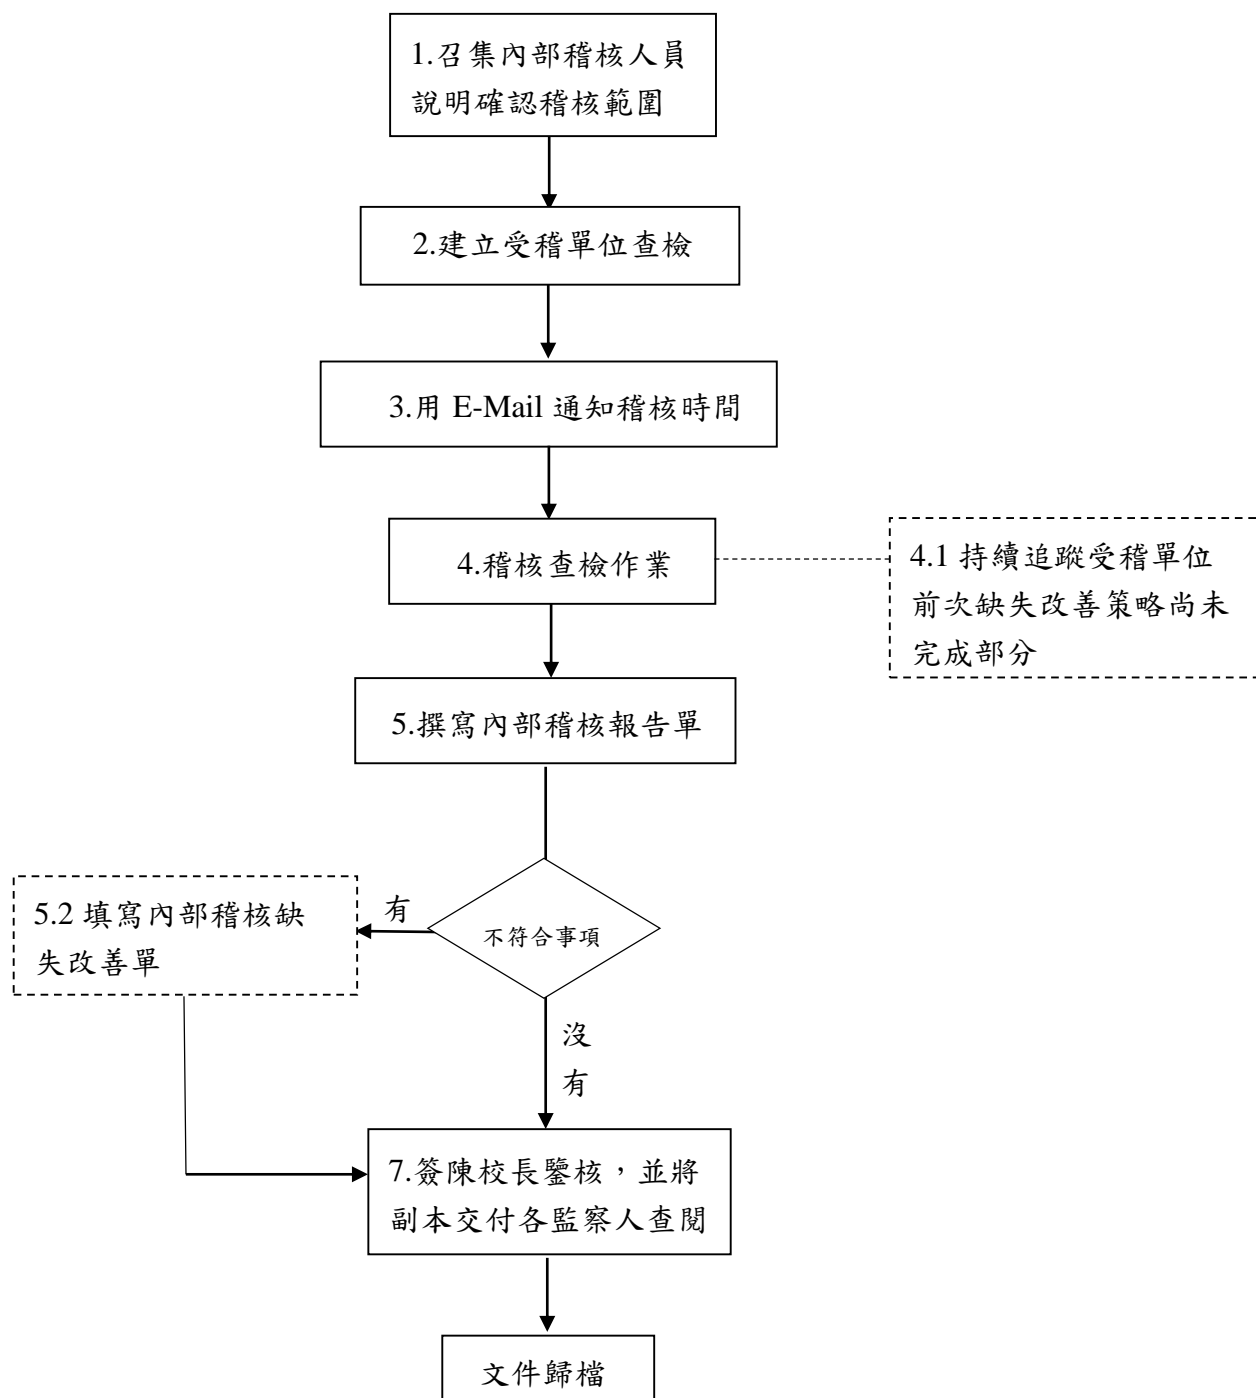 1.召集內部稽核人員
說明確認稽核範圍
2.建立受稽單位查檢
3.用 E-Mail 通知稽核時間
4.稽核查檢作業
4.1 持續追蹤受稽單位
前次缺失改善策略尚未
完成部分
5.撰寫內部稽核報告單
不符合事項
有
5.2 填寫內部稽核缺
失改善單
沒
有
7.簽陳校長鑒核，並將
副本交付各監察人查閱
文件歸檔